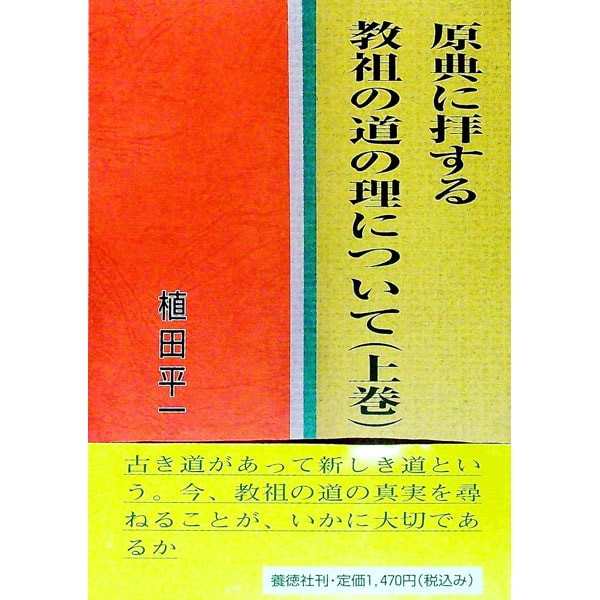 原典に拝する
教祖の道の理について(上巻)
植田平一
古き道があって新しき道とい
う。今、教祖の道の真実を尋
ねることが、いかに大切であ
るか
養徳社刊・定価1,470円(税込み)